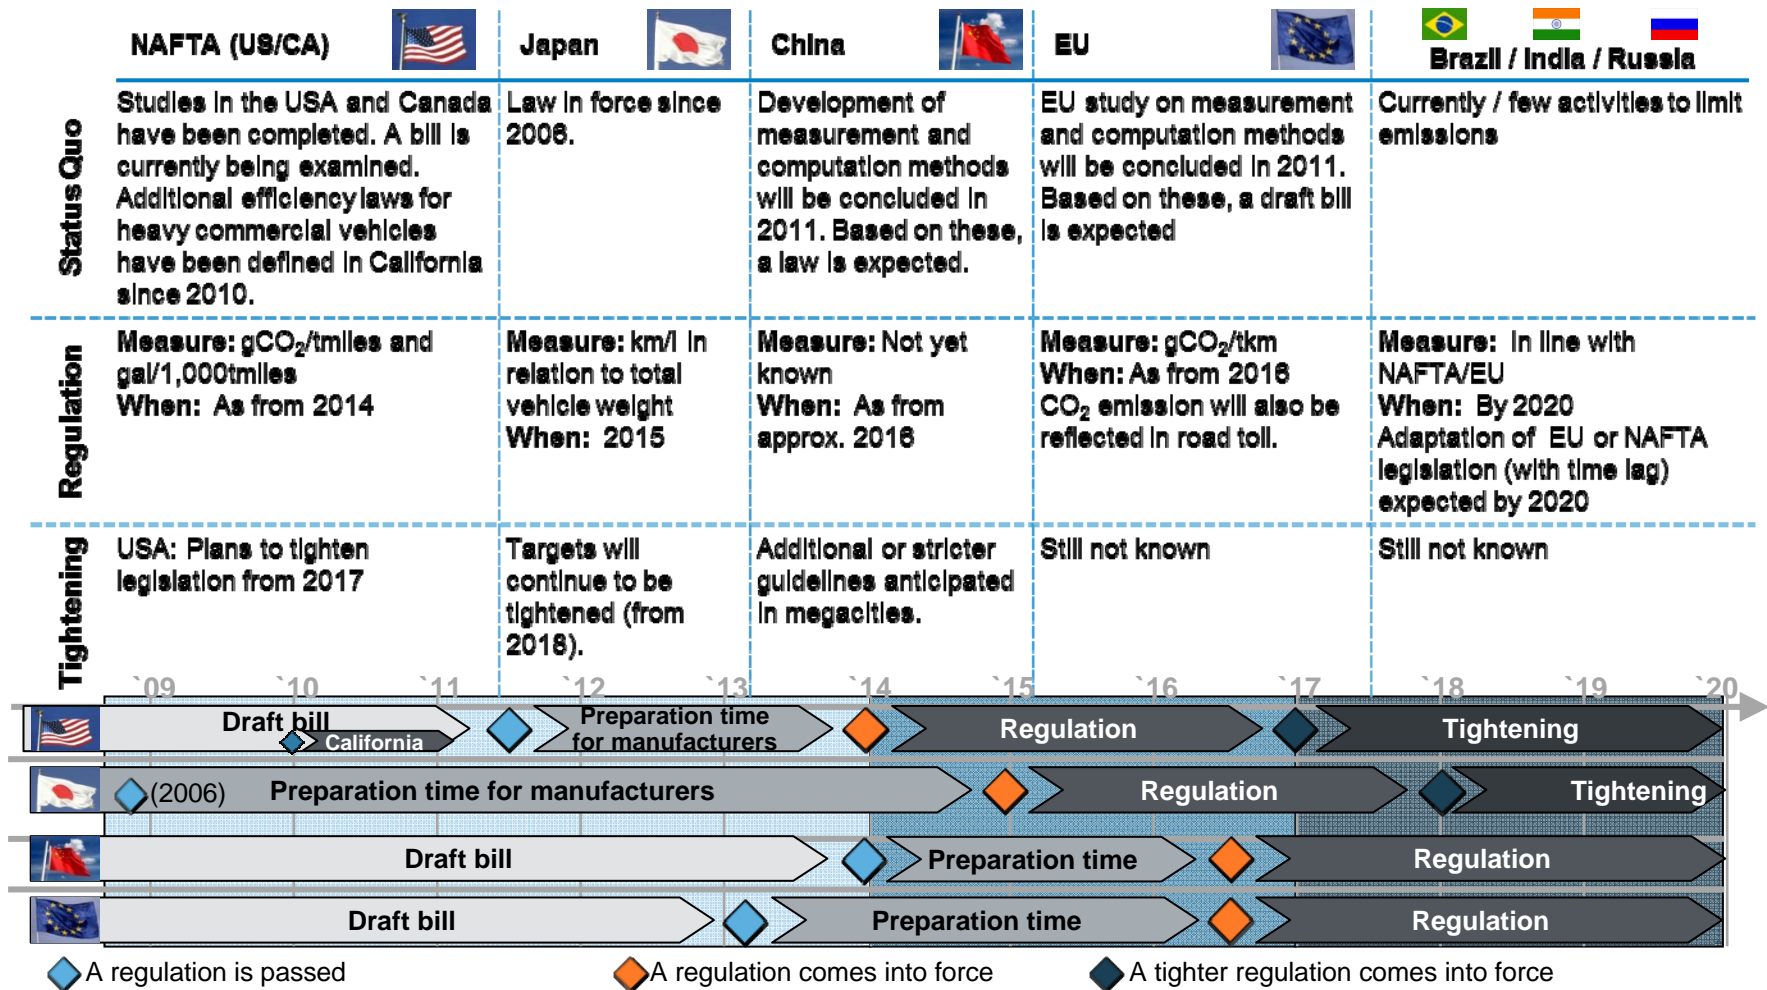 NAFTA (US/CA)
Japan
China
EU
Brazil / India / Russia
Status Quo
Studies in the USA and Canada
have been completed. A bill is
currently being examined.
Additional efficiency laws for
heavy commercial vehicles
have been defined in California
since 2010.
Law in force since
2006.
Development of
measurement and
computation methods
will be concluded in
2011. Based on these,
a law is expected.
EU study on measurement
and computation methods
will be concluded in 2011.
Based on these, a draft bill
is expected
Currently / few activities to limit
emissions
Regulation
Measure: gCO₂/tmiles and
gal/1,000tmiles
When: As from 2014
Measure: km/l in
relation to total
vehicle weight
When: 2015
Measure: Not yet
known
When: As from
approx. 2016
Measure: gCO₂/tkm
When: As from 2016
CO₂ emission will also be
reflected in road toll.
Measure: In line with
NAFTA/EU
When: By 2020
Adaptation of EU or NAFTA
legislation (with time lag)
expected by 2020
Tightening
USA: Plans to tighten
legislation from 2017
Targets will
continue to be
tightened (from
2018).
Additional or stricter
guidelines anticipated
in megacities.
Still not known
Still not known
`09 `10 `11 `12 `13 `14 `15 `16 `17 `18 `19 `20
Draft bill
California
Preparation time
for manufacturers
Regulation
Tightening
(2006)
Preparation time for manufacturers
Regulation
Tightening
Draft bill
Preparation time
Regulation
Draft bill
Preparation time
Regulation
A regulation is passed
A regulation comes into force
A tighter regulation comes into force